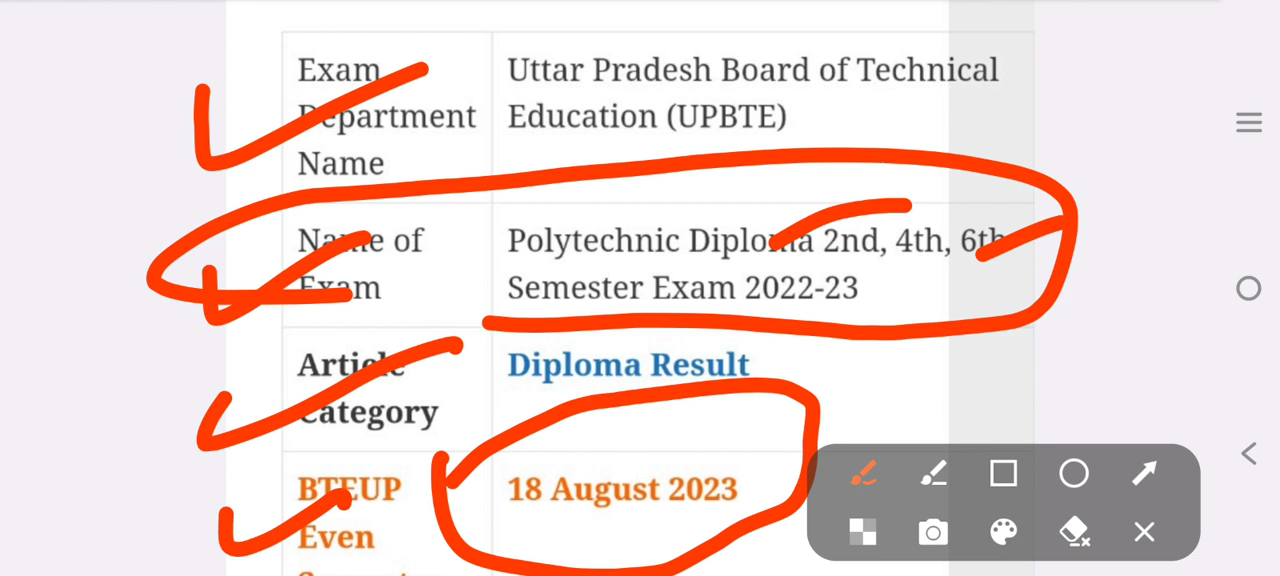 Exam
Department
Name
Uttar Pradesh Board of Technical
Education (UPBTE)
Name of
Exam
Polytechnic Diploma 2nd, 4th, 6th
Semester Exam 2022-23
Article
Category
Diploma Result
BTEUP
Even
18 August 2023